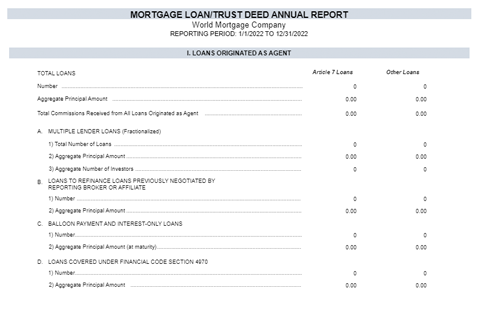 MORTGAGE LOAN/TRUST DEED ANNUAL REPORT
World Mortgage Company
REPORTING PERIOD: 1/1/2022 TO 12/31/2022
I. LOANS ORIGINATED AS AGENT
TOTAL LOANS Article 7 Loans Other Loans
Number 0 0
Aggregate Principal Amount 0.00 0.00
Total Commissions Received from All Loans Originated as Agent 0.00 0.00
A. MULTIPLE LENDER LOANS (Fractionalized)
1) Total Number of Loans 0 0
2) Aggregate Principal Amount 0.00 0.00
3) Aggregate Number of Investors 0 0
B. LOANS TO REFINANCE LOANS PREVIOUSLY NEGOTIATED BY
REPORTING BROKER OR AFFILIATE
1) Number 0 0
2) Aggregate Principal Amount 0.00 0.00
C. BALLOON PAYMENT AND INTEREST-ONLY LOANS
1) Number 0 0
2) Aggregate Principal Amount (at maturity) 0.00 0.00
D. LOANS COVERED UNDER FINANCIAL CODE SECTION 4970
1) Number 0 0
2) Aggregate Principal Amount 0.00 0.00